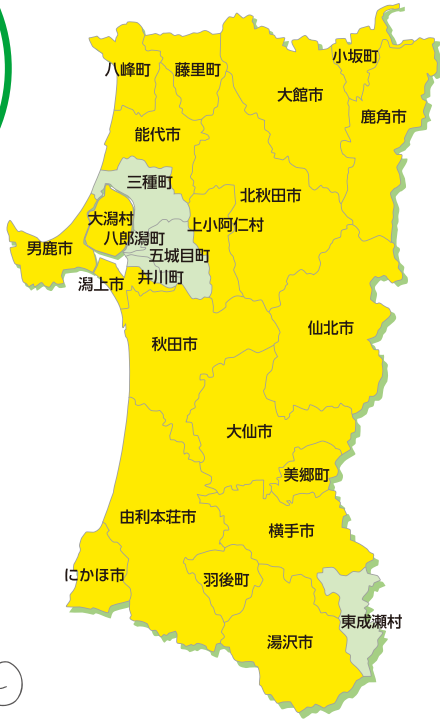 八峰町
藤里町
小坂町
大館市
鹿角市
能代市
三種町
北秋田市
大潟村
上小阿仁村
八郎潟町
男鹿市
五城目町
井川町
潟上市
仙北市
秋田市
大仙市
美郷町
由利本荘市
横手市
にかほ市
羽後町
東成瀬村
湯沢市